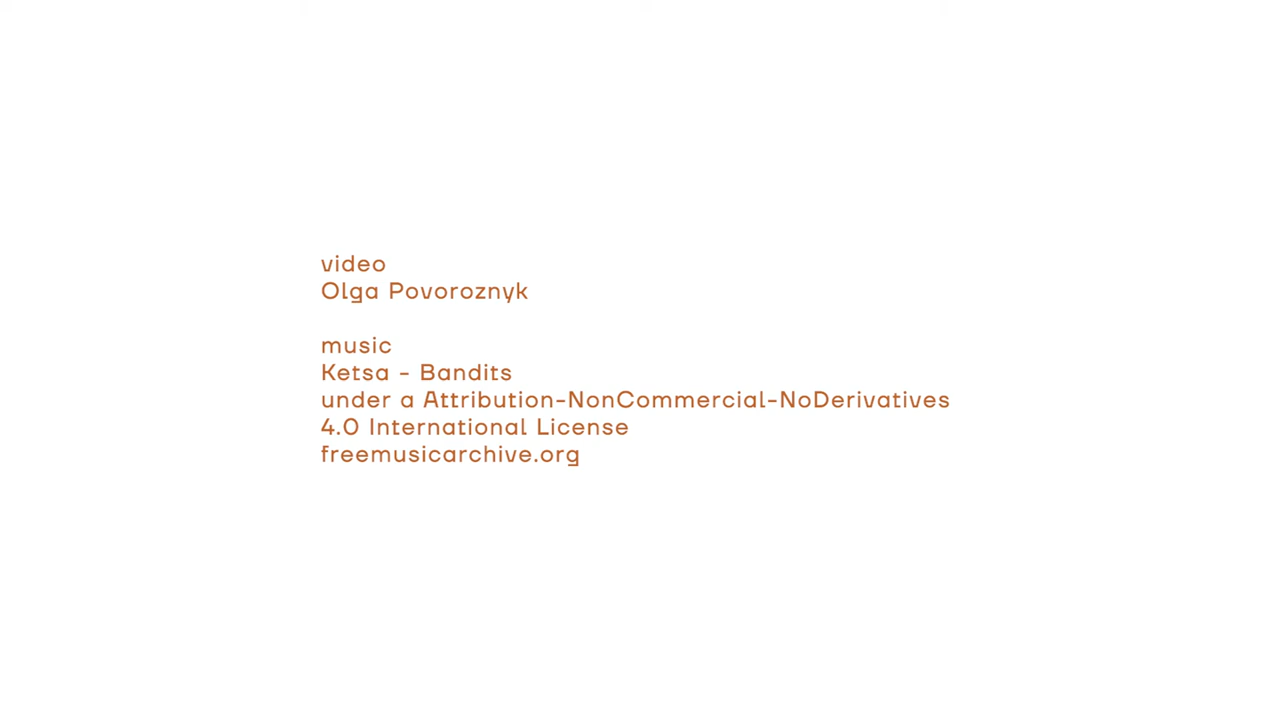 video
Olga Povoroznyk
music
Ketsa - Bandits
under a Attribution-NonCommercial-NoDerivatives
4.0 International License
freemusicarchive.org